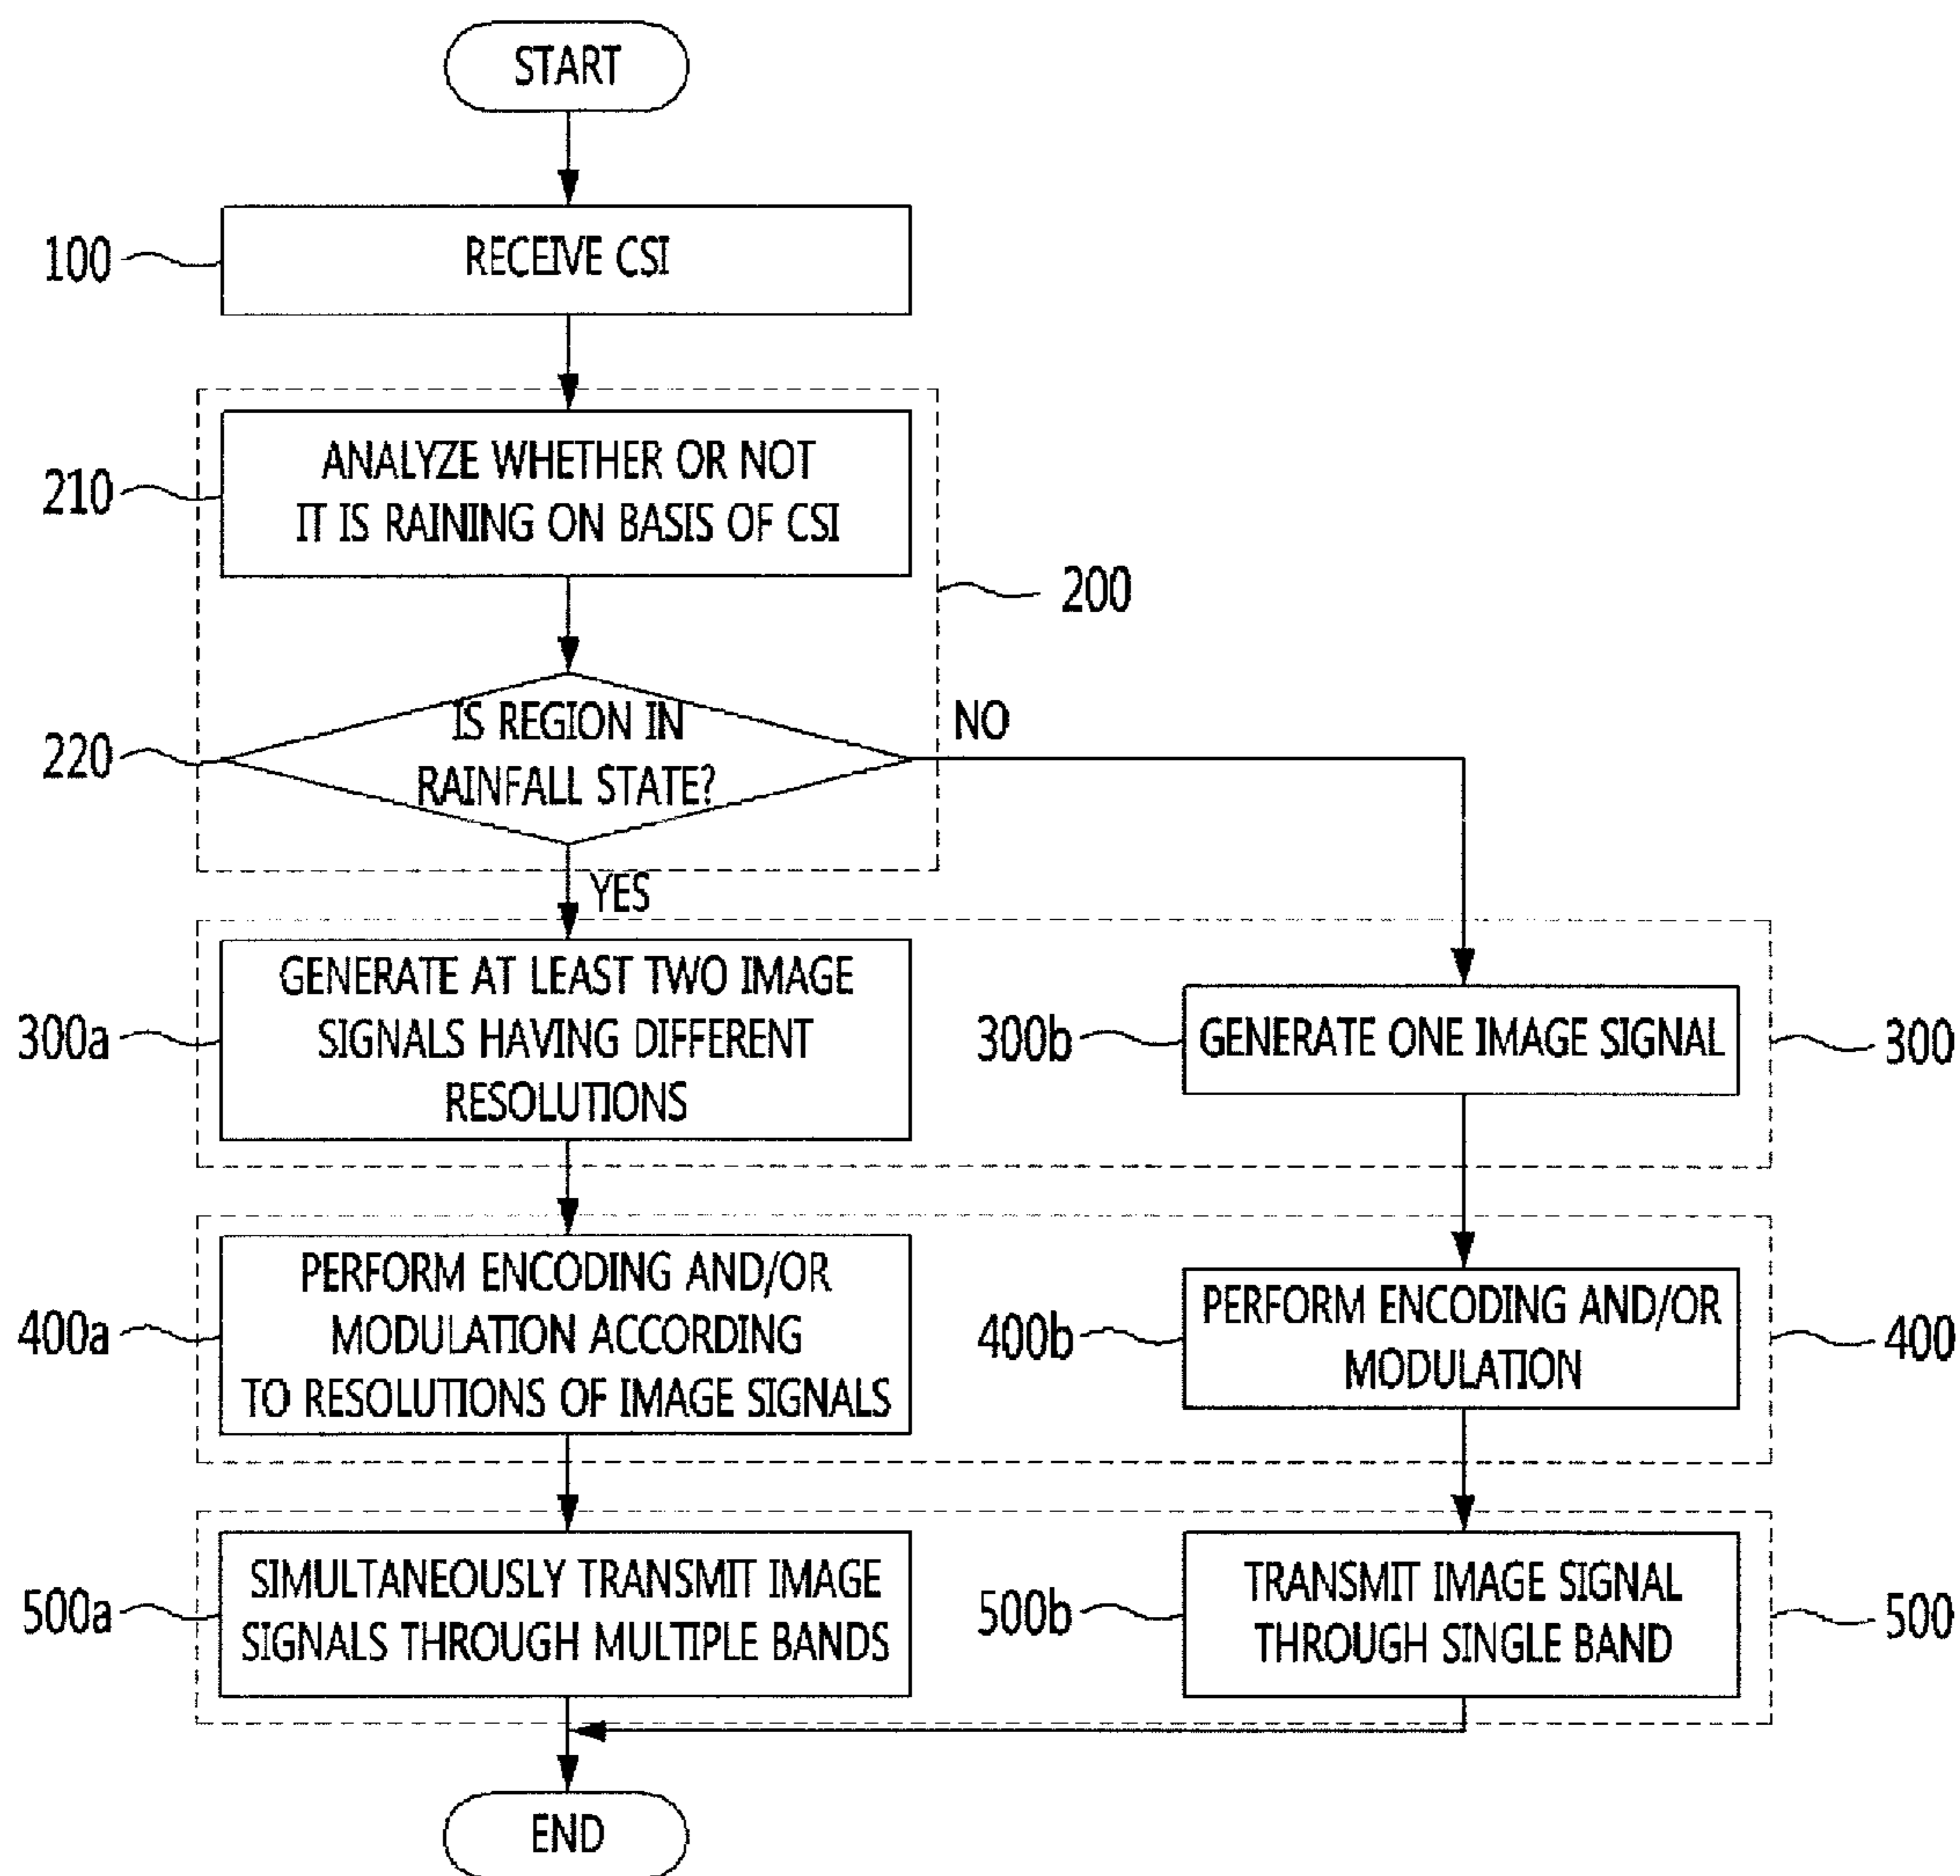 START
100
RECEIVE CSI
210
ANALYZE WHETHER OR NOT
IT IS RAINING ON BASIS OF CSI
200
220
IS REGION IN
RAINFALL STATE?
NO
YES
300a
GENERATE AT LEAST TWO IMAGE
SIGNALS HAVING DIFFERENT
RESOLUTIONS
300b
GENERATE ONE IMAGE SIGNAL
300
400a
PERFORM ENCODING AND/OR
MODULATION ACCORDING
TO RESOLUTIONS OF IMAGE SIGNALS
400b
PERFORM ENCODING AND/OR
MODULATION
400
500a
SIMULTANEOUSLY TRANSMIT IMAGE
SIGNALS THROUGH MULTIPLE BANDS
500b
TRANSMIT IMAGE SIGNAL
THROUGH SINGLE BAND
500
END